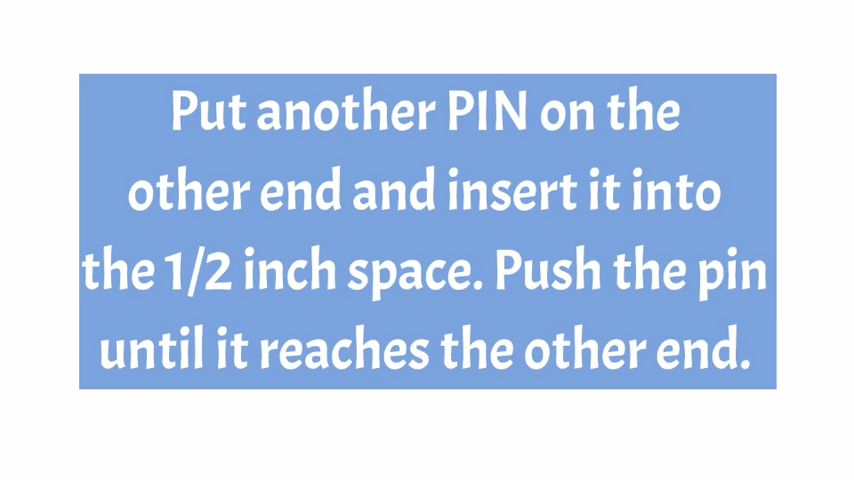 Put another PIN on the
other end and insert it into
the 1/2 inch space. Push the pin
until it reaches the other end.